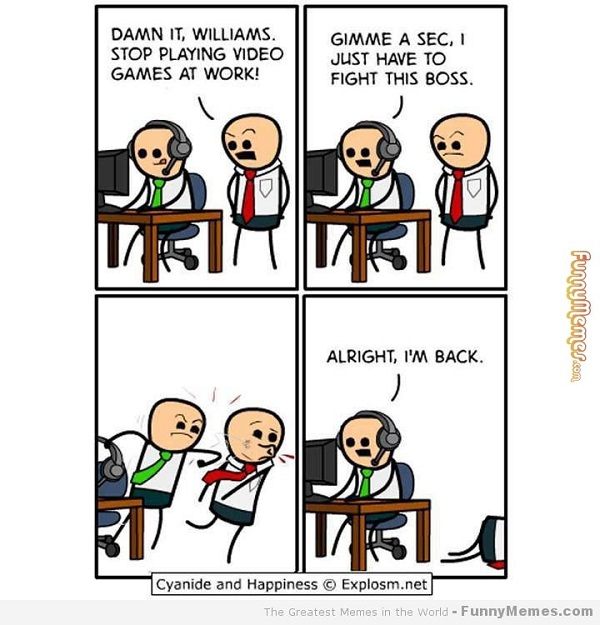 DAMN IT, WILLIAMS.
STOP PLAYING VIDEO
GAMES AT WORK!
GIMME A SEC, I
JUST HAVE TO
FIGHT THIS BOSS.
ALRIGHT, I'M BACK.
Cyanide and Happiness © Explosm.net
FunnyMemes.com
The Greatest Memes in the World - FunnyMemes.com